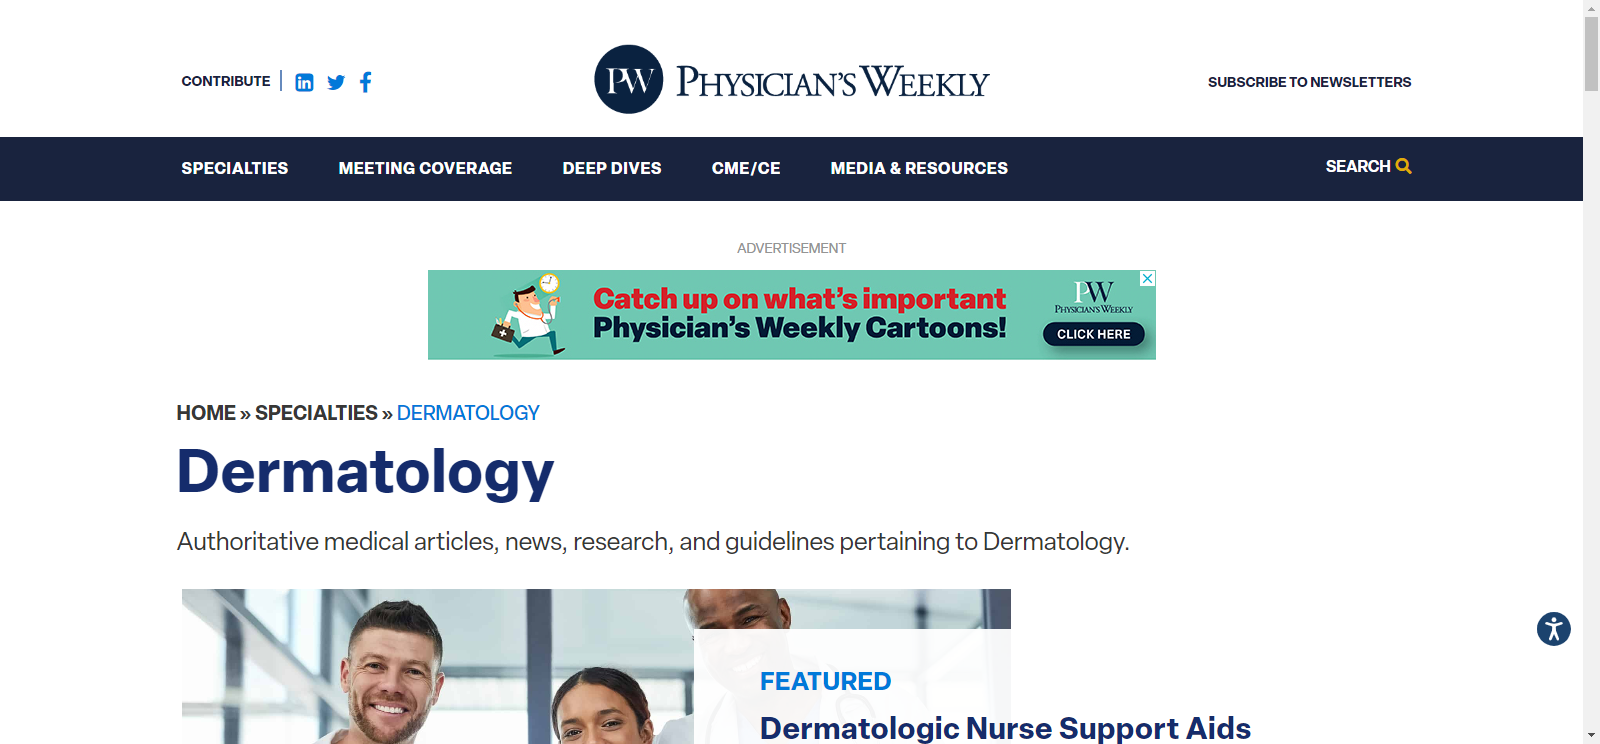 CONTRIBUTE
PW PHYSICIAN'S WEEKLY
SUBSCRIBE TO NEWSLETTERS
SPECIALTIES
MEETING COVERAGE
DEEP DIVES
CME/CE
MEDIA & RESOURCES
SEARCH
ADVERTISEMENT
Catch up on what's important
Physician's Weekly Cartoons!
PW
PHYSICIAN'S WEEKLY
CLICK HERE
HOME » SPECIALTIES » DERMATOLOGY
Dermatology
Authoritative medical articles, news, research, and guidelines pertaining to Dermatology.
FEATURED
Dermatologic Nurse Support Aids